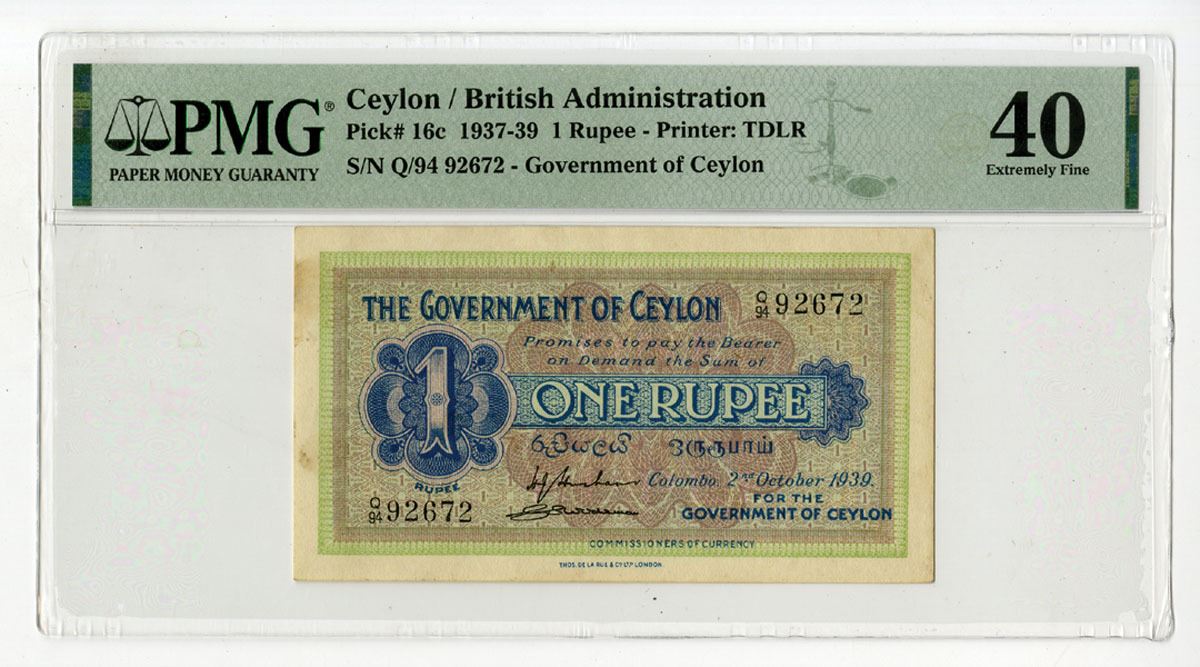 PMG®
PAPER MONEY GUARANTY
Ceylon / British Administration
Pick# 16c 1937-39 1 Rupee - Printer: TDLR
S/N Q/94 92672 - Government of Ceylon
40
Extremely Fine
THE GOVERNMENT OF CEYLON
Q/94 92672
Promises to pay the Bearer
on Demand the Sum of
1
ONE RUPEE
රුපියලයි ஒருரூபாய்
RUPEE
Colombo, 2nd October 1939.
FOR THE
GOVERNMENT OF CEYLON
Q/94 92672
COMMISSIONERS OF CURRENCY
THOS. DE LA RUE & CO LTD LONDON